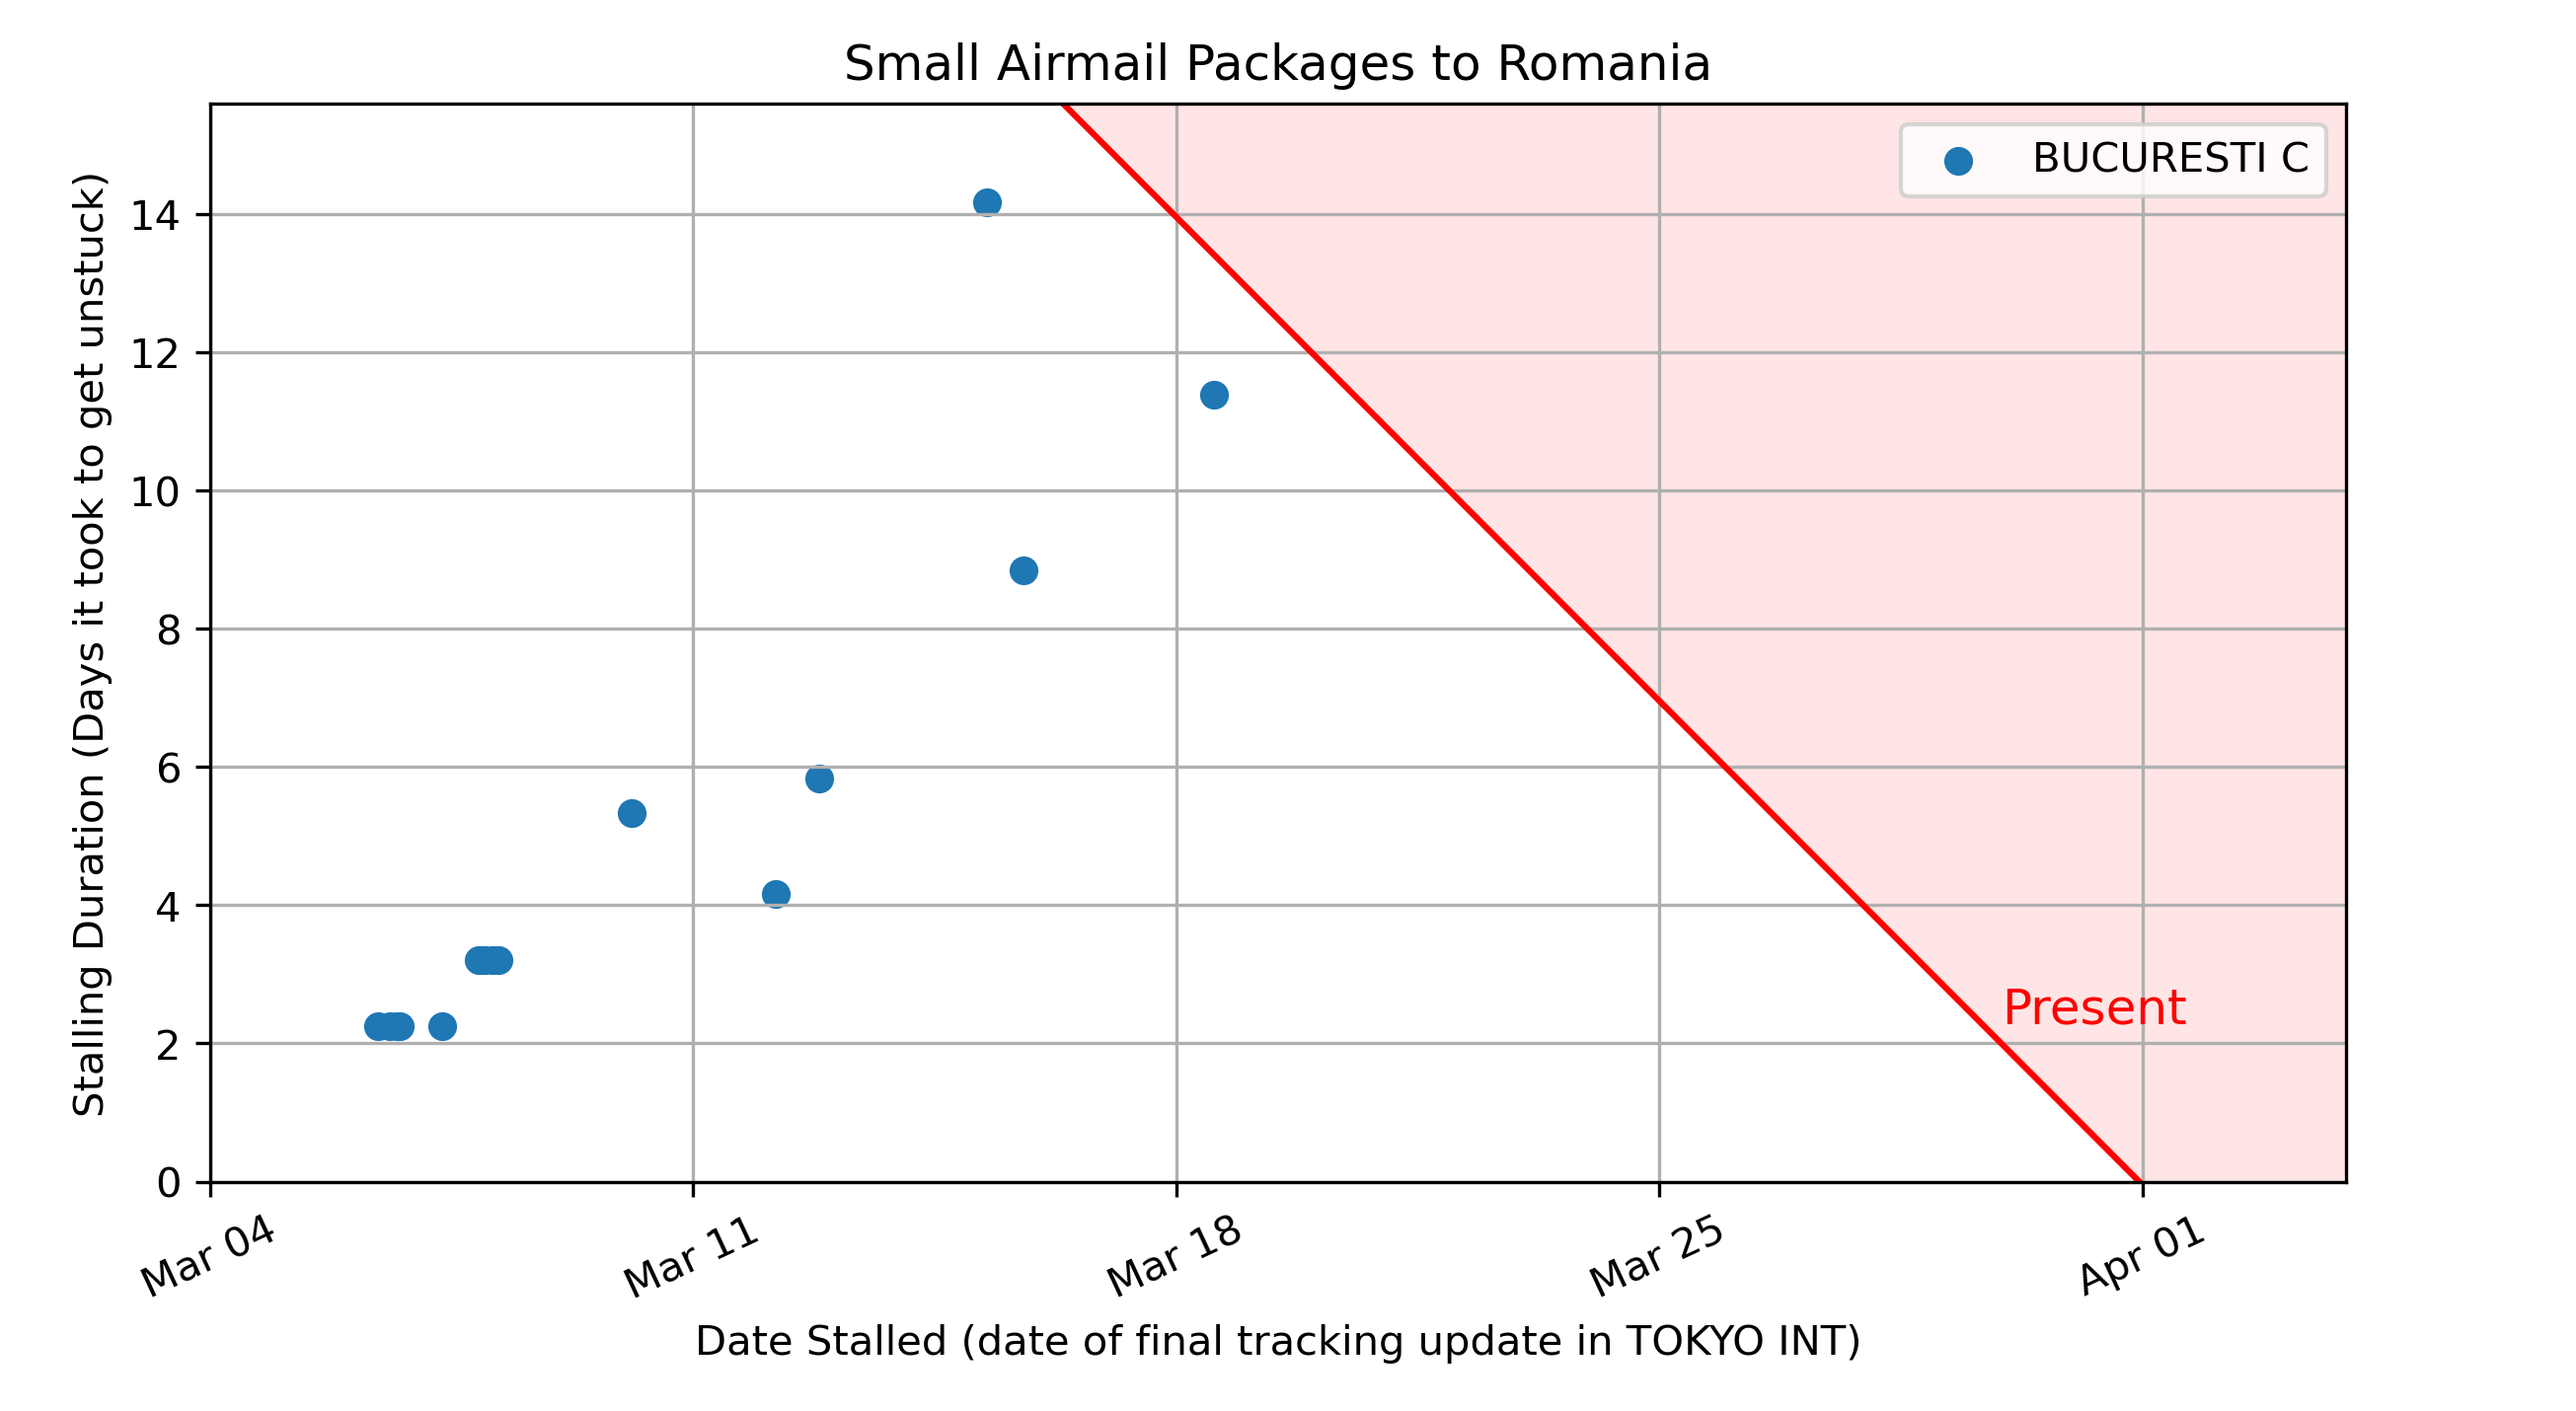 Small Airmail Packages to Romania
BUCURESTI C
Stalling Duration (Days it took to get unstuck)
14
12
10
8
6
4
2
0
Present
Mar 04
Mar 11
Mar 18
Mar 25
Apr 01
Date Stalled (date of final tracking update in TOKYO INT)